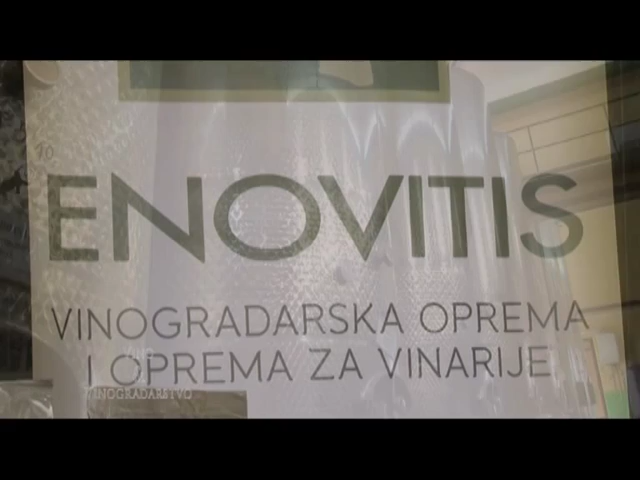 ENOVITIS
VINOGRADARSKA OPREMA
I OPREMA ZA VINARIJE
VINOGRADARSTVO